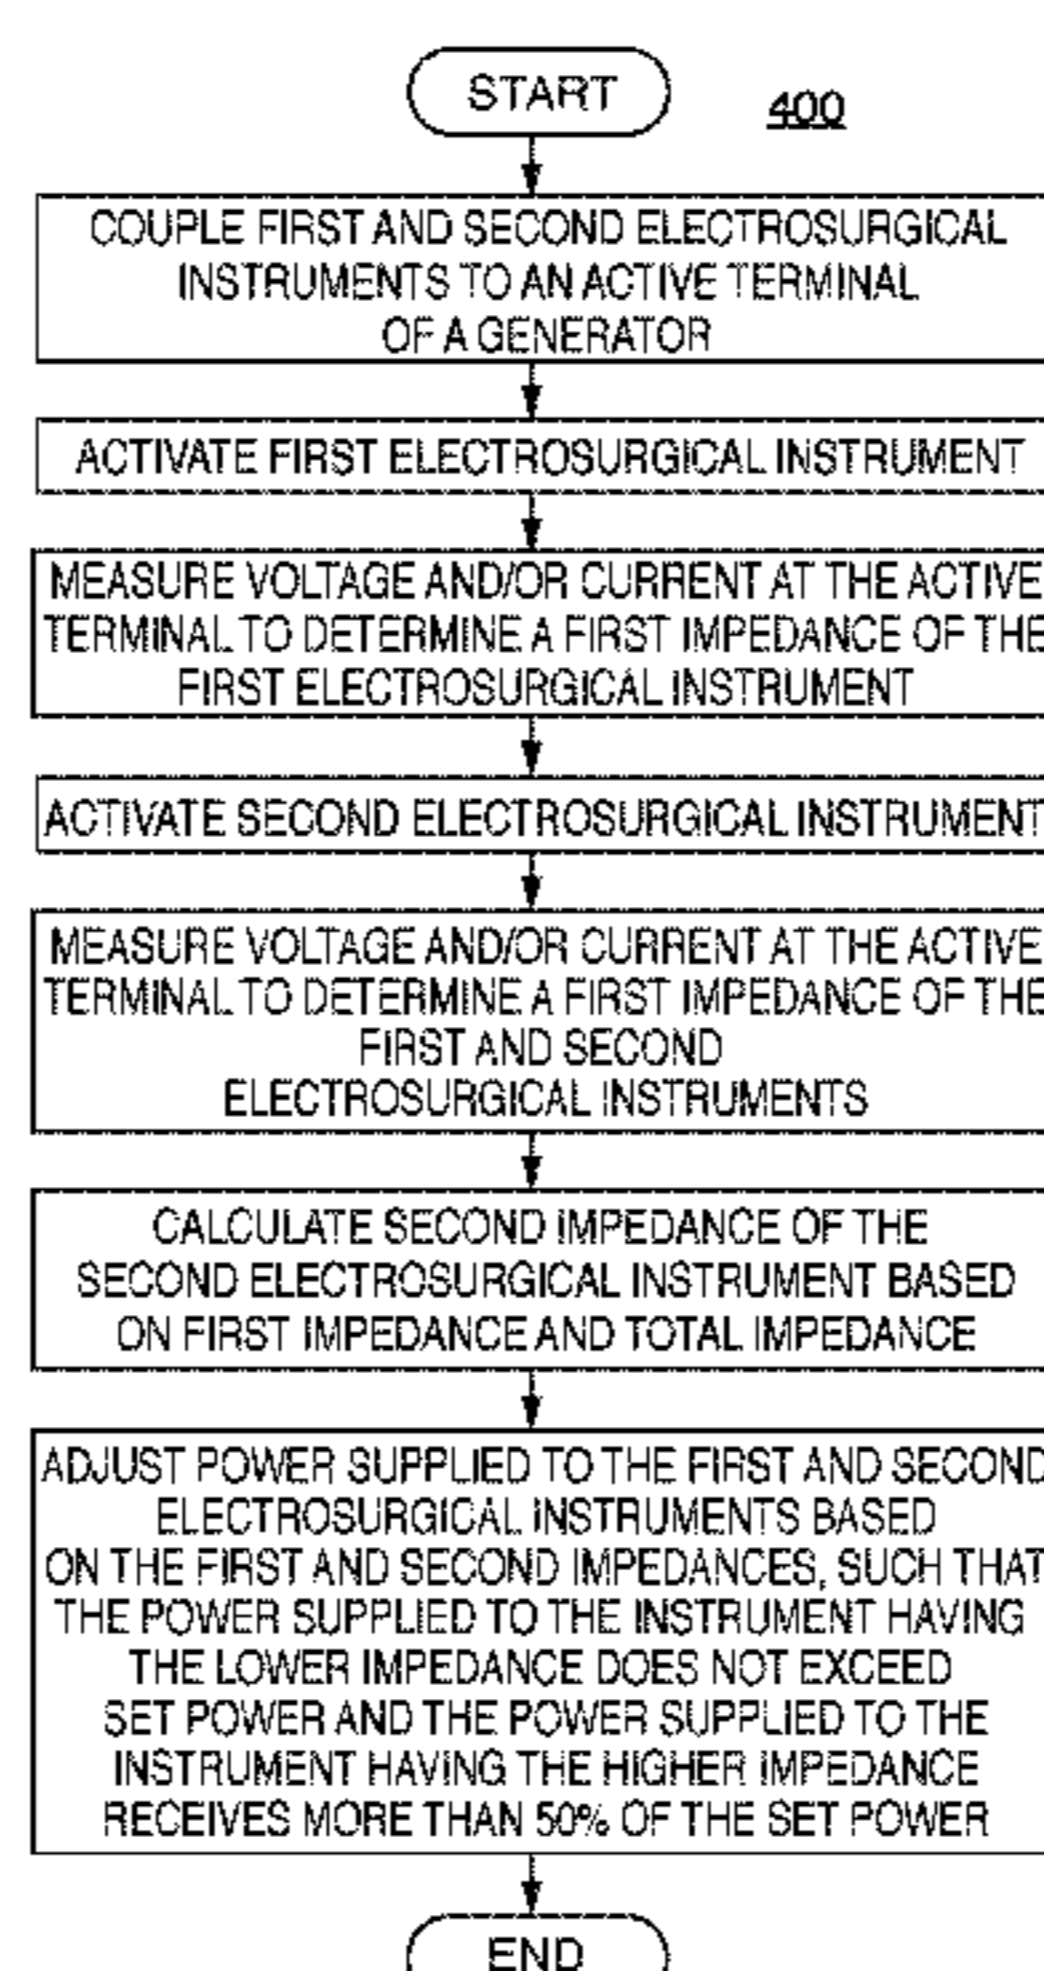 START
400
COUPLE FIRST AND SECOND ELECTROSURGICAL
INSTRUMENTS TO AN ACTIVE TERMINAL
OF A GENERATOR
ACTIVATE FIRST ELECTROSURGICAL INSTRUMENT
MEASURE VOLTAGE AND/OR CURRENT AT THE ACTIVE
TERMINAL TO DETERMINE A FIRST IMPEDANCE OF THE
FIRST ELECTROSURGICAL INSTRUMENT
ACTIVATE SECOND ELECTROSURGICAL INSTRUMENT
MEASURE VOLTAGE AND/OR CURRENT AT THE ACTIVE
TERMINAL TO DETERMINE A FIRST IMPEDANCE OF THE
FIRST AND SECOND
ELECTROSURGICAL INSTRUMENTS
CALCULATE SECOND IMPEDANCE OF THE
SECOND ELECTROSURGICAL INSTRUMENT BASED
ON FIRST IMPEDANCE AND TOTAL IMPEDANCE
ADJUST POWER SUPPLIED TO THE FIRST AND SECOND
ELECTROSURGICAL INSTRUMENTS BASED
ON THE FIRST AND SECOND IMPEDANCES, SUCH THAT
THE POWER SUPPLIED TO THE INSTRUMENT HAVING
THE LOWER IMPEDANCE DOES NOT EXCEED
SET POWER AND THE POWER SUPPLIED TO THE
INSTRUMENT HAVING THE HIGHER IMPEDANCE
RECEIVES MORE THAN 50% OF THE SET POWER
END